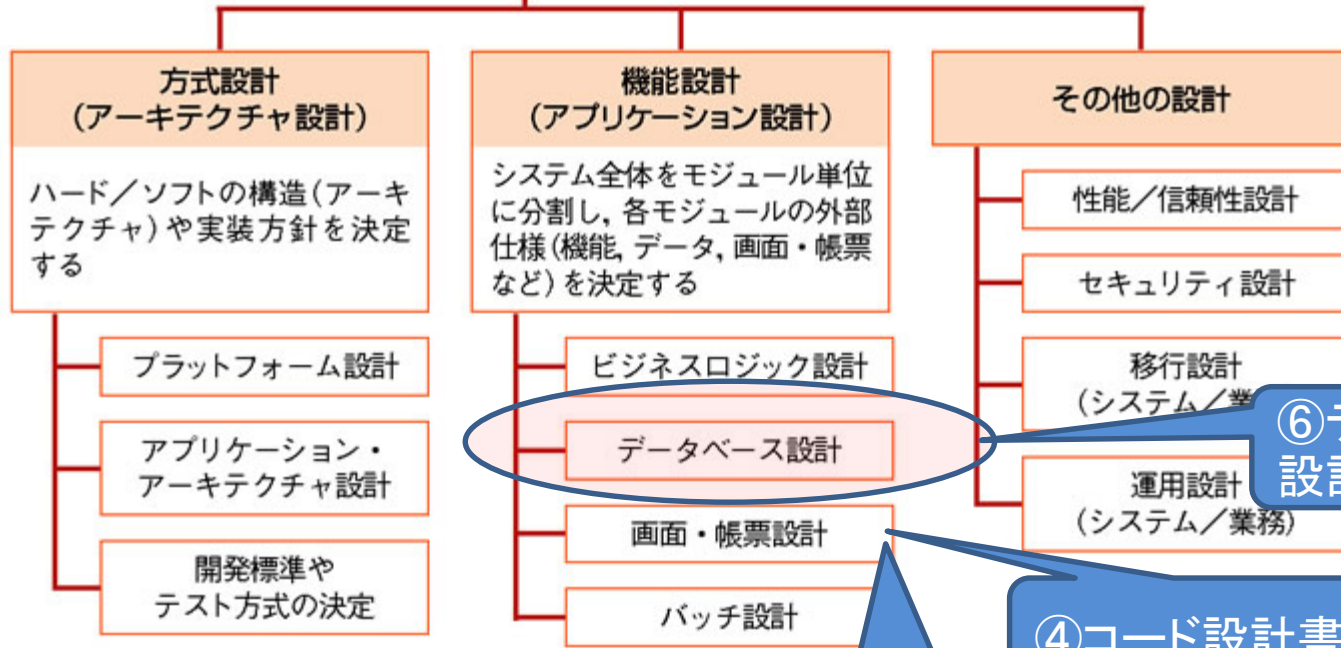 方式設計
(アーキテクチャ設計)
ハード/ソフトの構造(アーキ
テクチャ)や実装方針を決定
する
プラットフォーム設計
アプリケーション・
アーキテクチャ設計
開発標準や
テスト方式の決定
機能設計
(アプリケーション設計)
システム全体をモジュール単位
に分割し,各モジュールの外部
仕様(機能,データ,画面・帳票
など)を決定する
ビジネスロジック設計
データベース設計
画面・帳票設計
バッチ設計
その他の設計
性能/信頼性設計
セキュリティ設計
移行設計
(システム/業
運用設計
(システム/業務)
⑥デ
設計
④コード設計書